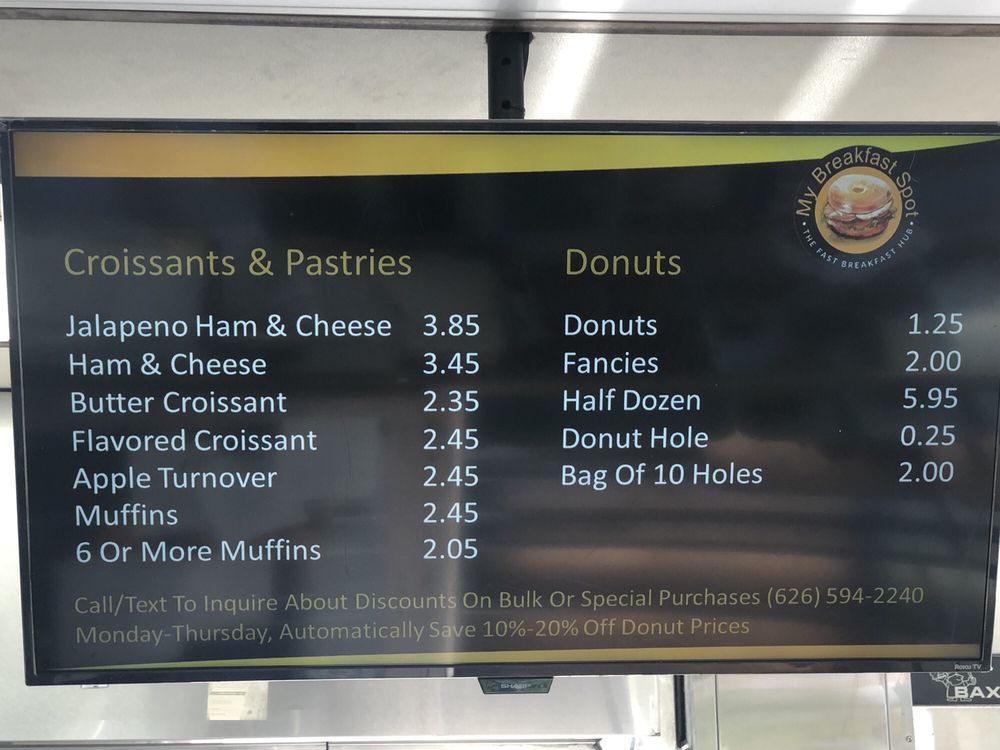 My Breakfast Spot
• THE FAST BREAKFAST HUB •
Croissants & Pastries
Jalapeno Ham & Cheese 3.85
Ham & Cheese 3.45
Butter Croissant 2.35
Flavored Croissant 2.45
Apple Turnover 2.45
Muffins 2.45
6 Or More Muffins 2.05
Donuts
Donuts 1.25
Fancies 2.00
Half Dozen 5.95
Donut Hole 0.25
Bag Of 10 Holes 2.00
Call/Text To Inquire About Discounts On Bulk Or Special Purchases (626) 594-2240
Monday-Thursday, Automatically Save 10%-20% Off Donut Prices
Roku TV
SHARP
BAX